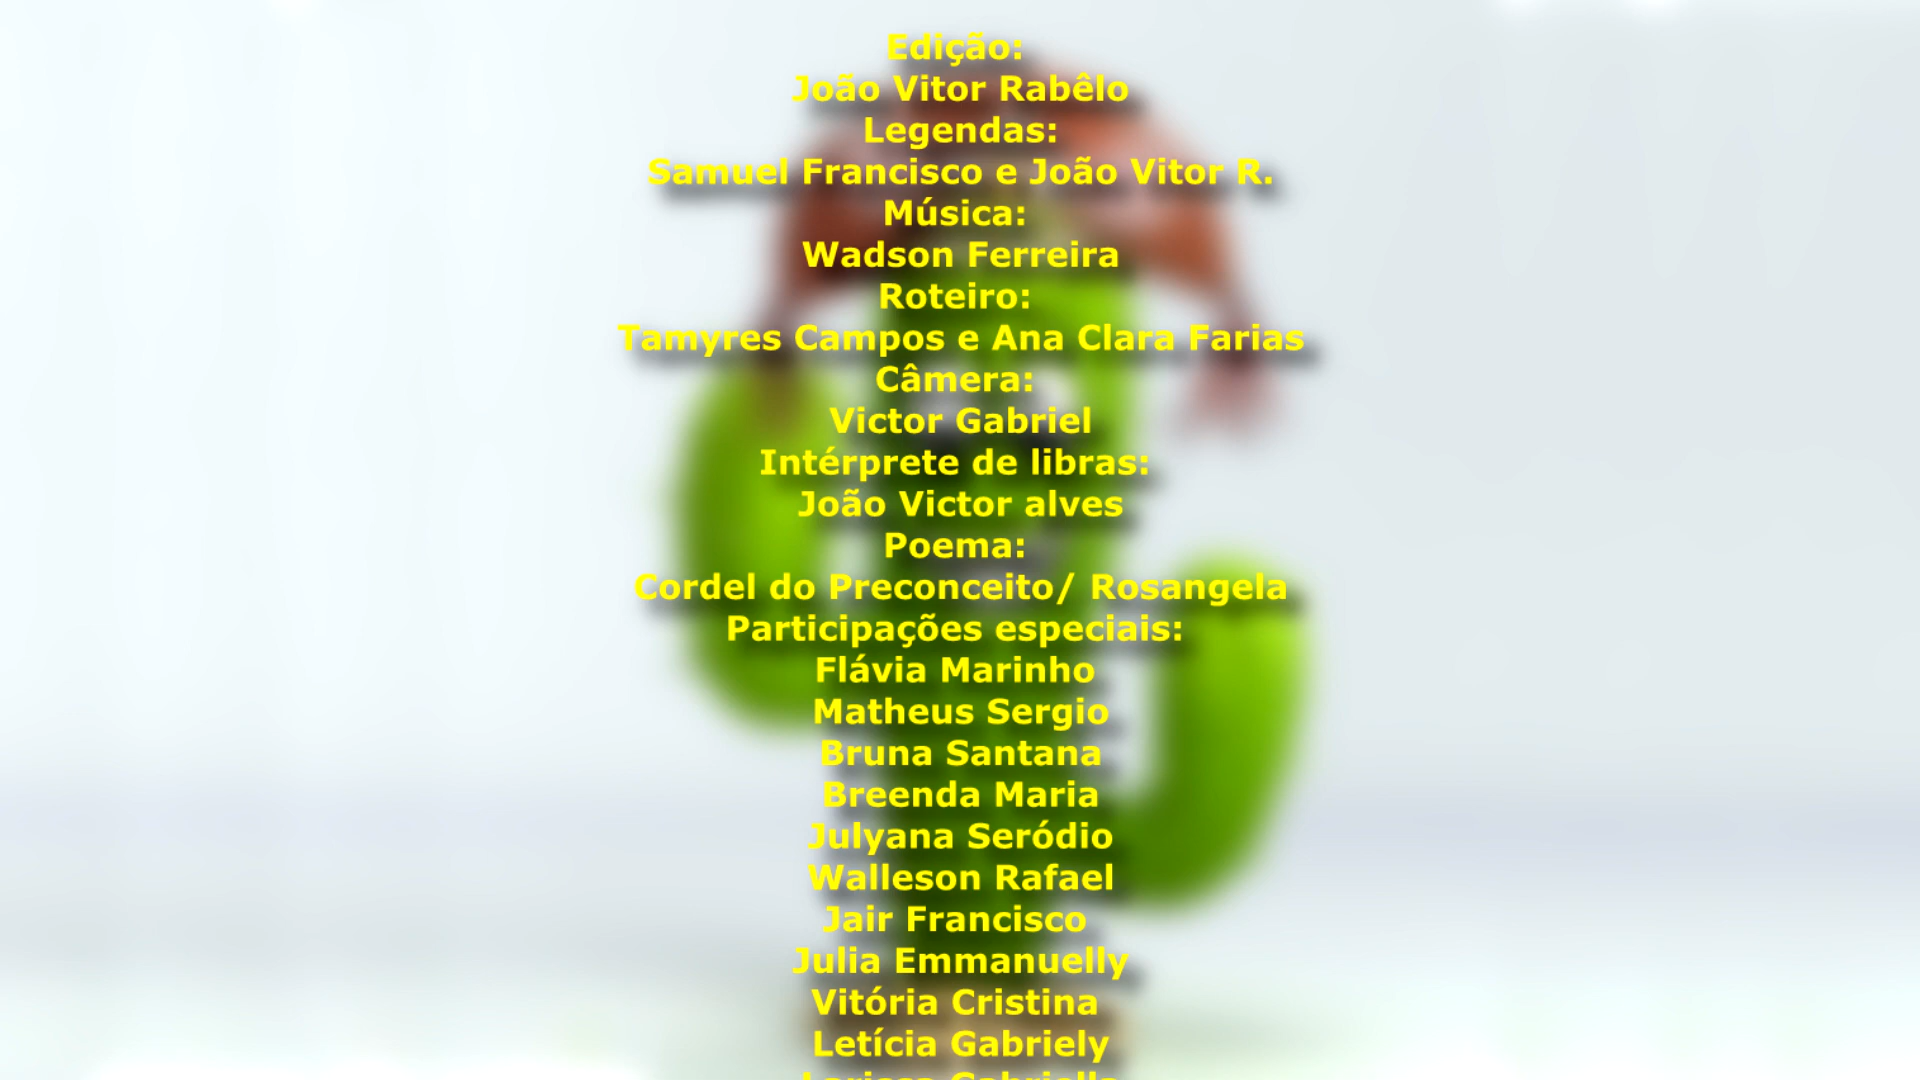 Edição:
João Vitor Rabêlo
Legendas:
Samuel Francisco e João Vitor R.
Música:
Wadson Ferreira
Roteiro:
Tamyres Campos e Ana Clara Farias
Câmera:
Victor Gabriel
Intérprete de libras:
João Victor alves
Poema:
Cordel do Preconceito/ Rosangela
Participações especiais:
Flávia Marinho
Matheus Sergio
Bruna Santana
Breenda Maria
Julyana Seródio
Walleson Rafael
Jair Francisco
Julia Emmanuelly
Vitória Cristina
Letícia Gabriely